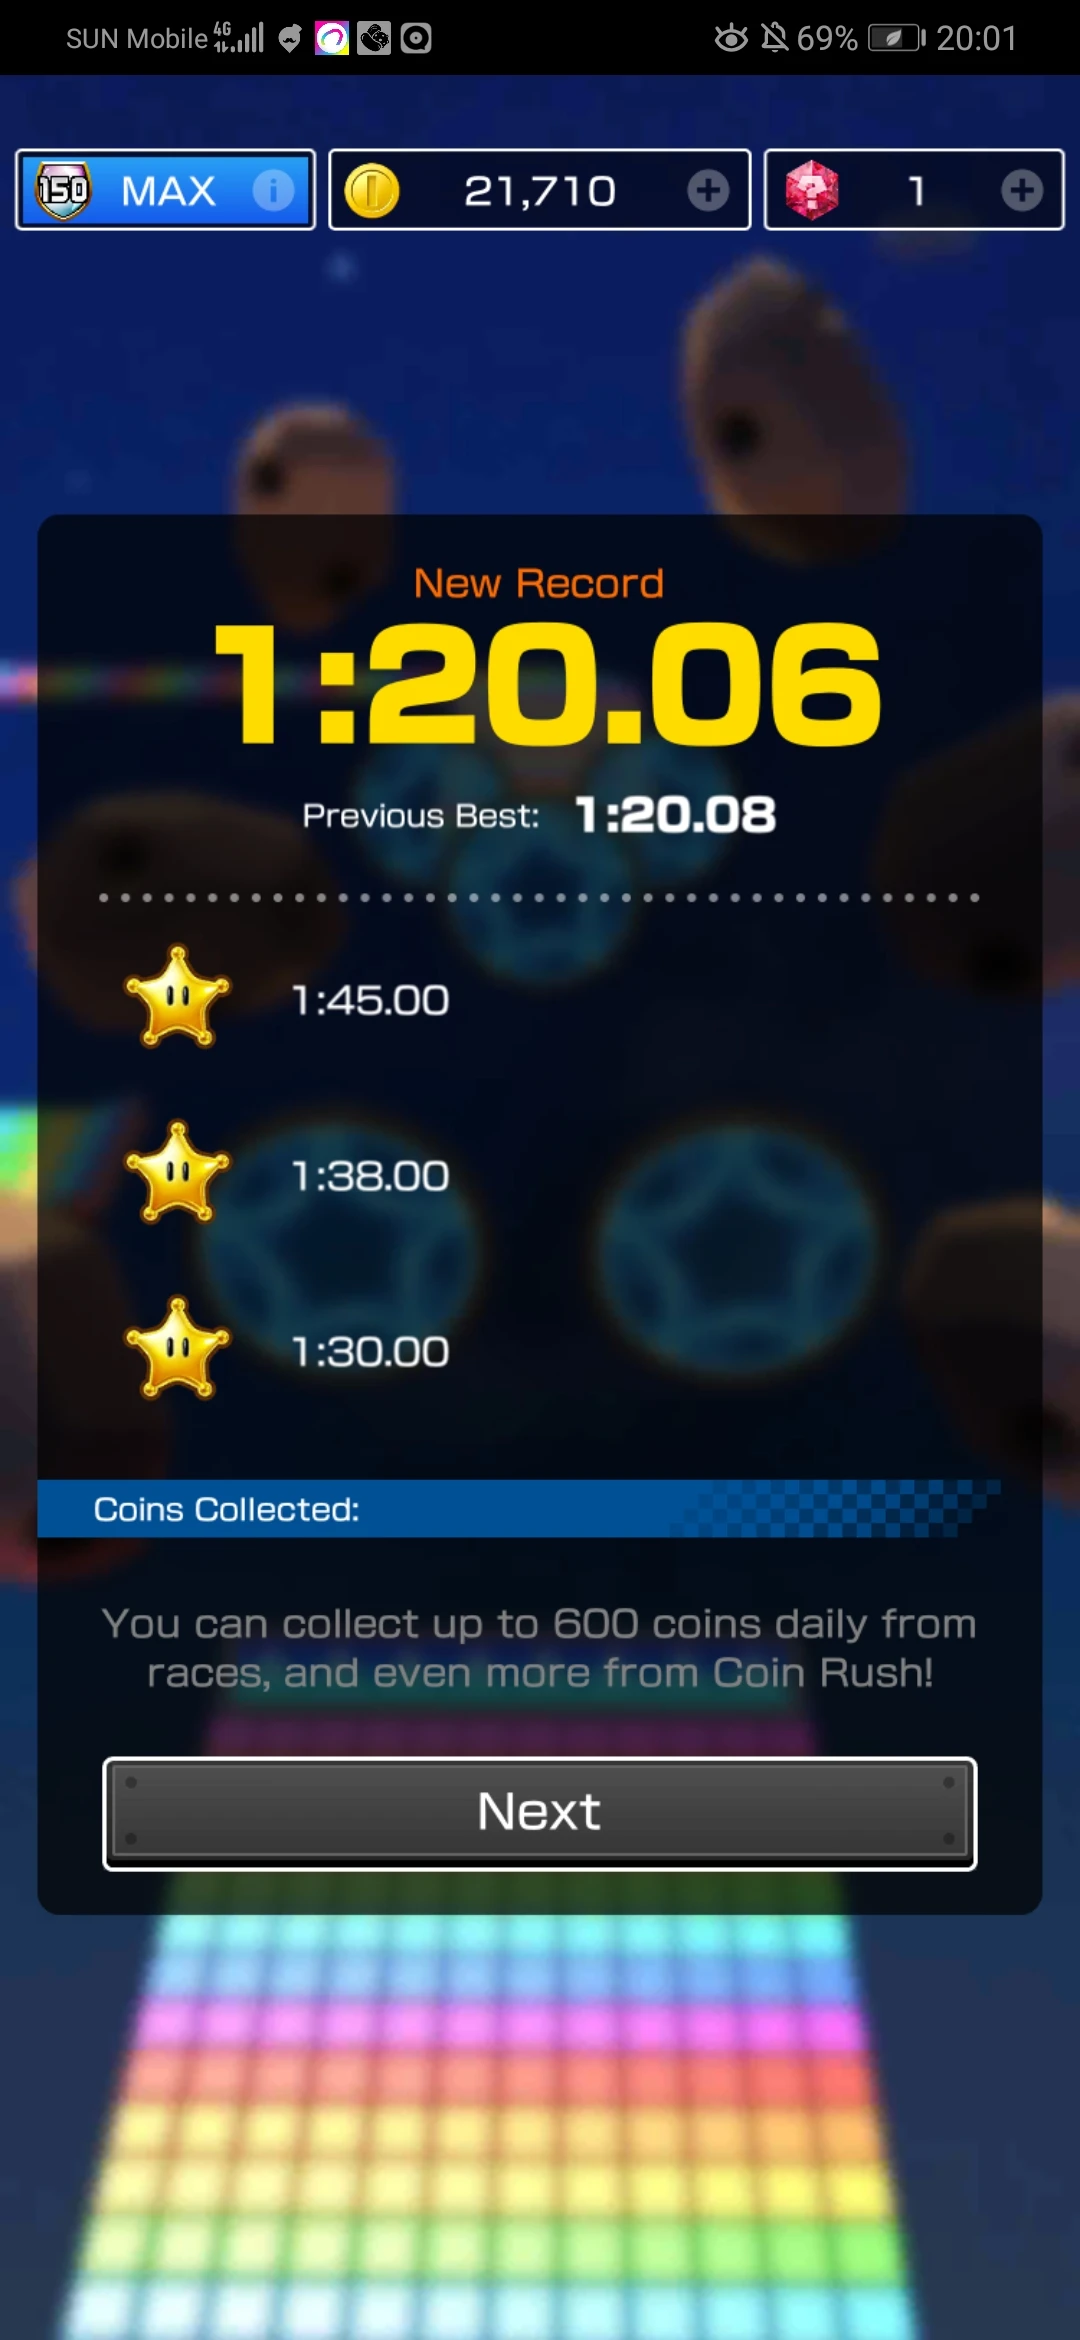 SUN Mobile 4G 69% 20:01
150 MAX i 21,710 + 1 +
New Record
1:20.06
Previous Best: 1:20.08
1:45.00
1:38.00
1:30.00
Coins Collected:
You can collect up to 600 coins daily from
races, and even more from Coin Rush!
Next